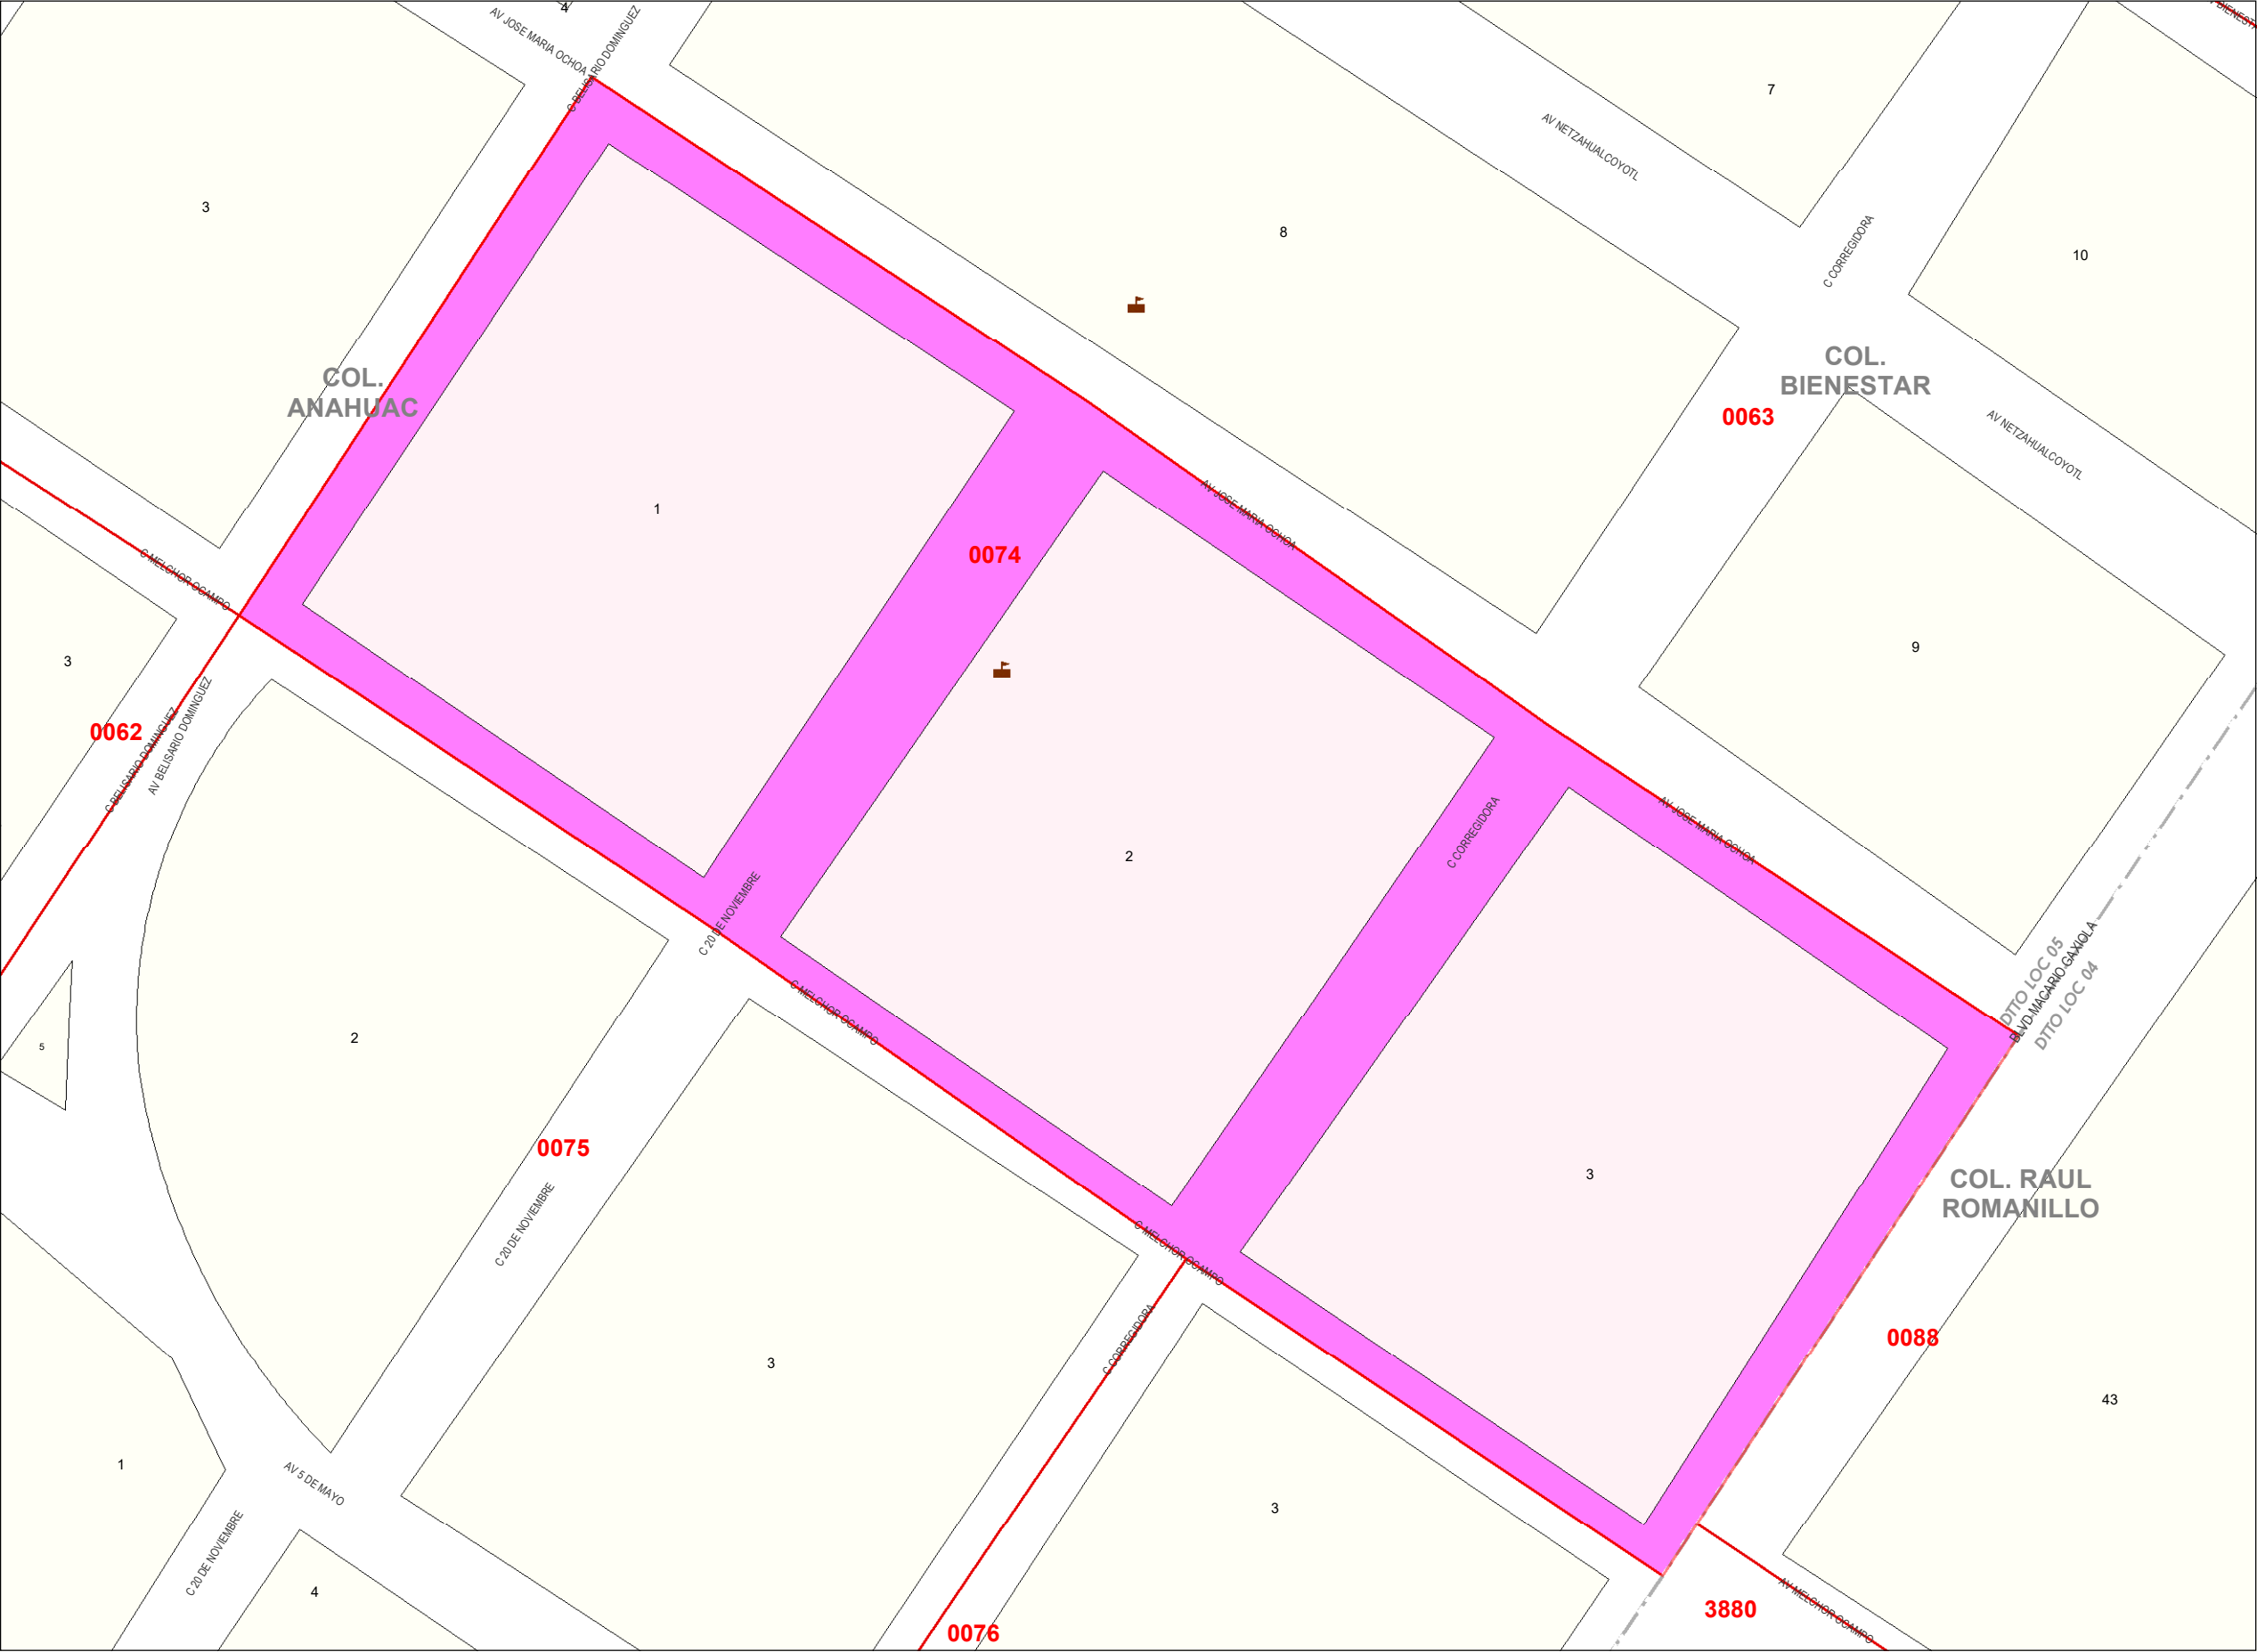 4
AV JOSE MARIA OCHOA
C BELISARIO DOMINGUEZ
7
AV NETZAHUALCOYOTL
3
8
C CORREGIDORA
10
COL.
ANAHUAC
COL.
BIENESTAR
0063
AV NETZAHUALCOYOTL
1
AV JOSE MARIA OCHOA
0074
C MELCHOR OCAMPO
3
9
0062
C BELISARIO DOMINGUEZ
AV BELISARIO DOMINGUEZ
C CORREGIDORA
AV JOSE MARIA OCHOA
2
C 20 DE NOVIEMBRE
DTTO LOC 05
BLVD MACARIO GAXIOLA
DTTO LOC 04
C MELCHOR OCAMPO
5
2
0075
3
COL. RAUL
ROMANILLO
C 20 DE NOVIEMBRE
C MELCHOR OCAMPO
C CORREGIDORA
0088
3
43
1
AV 5 DE MAYO
3
C 20 DE NOVIEMBRE
4
0076
3880
AV MELCHOR OCAMPO